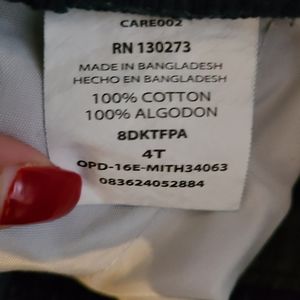 CARE002
RN 130273
MADE IN BANGLADESH
HECHO EN BANGLADESH
100% COTTON
100% ALGODON
8DKTFPA
4T
OPD-16E-MITH34063
083624052884